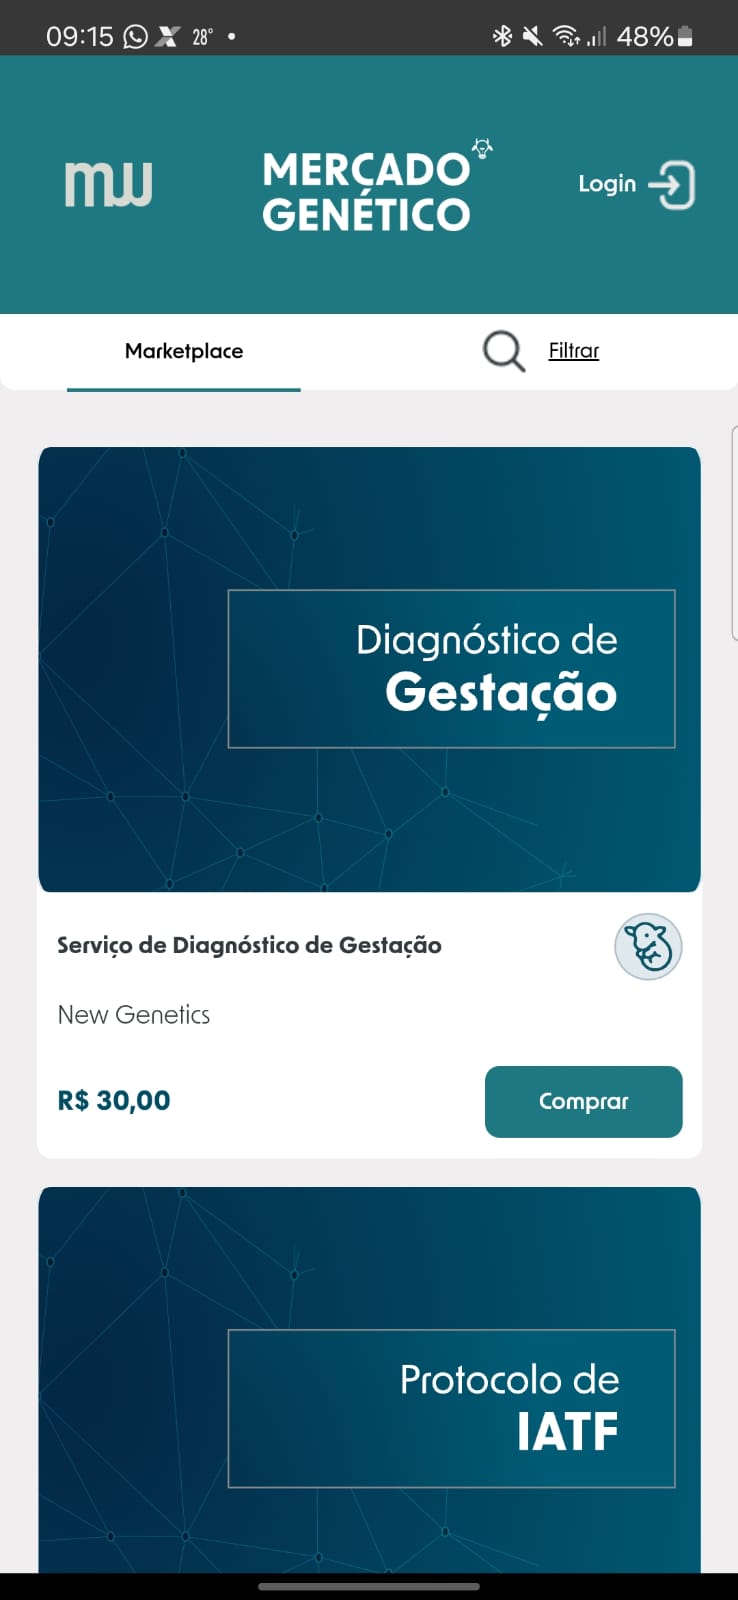 09:15 28° 48%
mw
MERCADO
GENÉTICO
Login
Marketplace
Filtrar
Diagnóstico de
Gestação
Serviço de Diagnóstico de Gestação
New Genetics
R$ 30,00
Comprar
Protocolo de
IATF